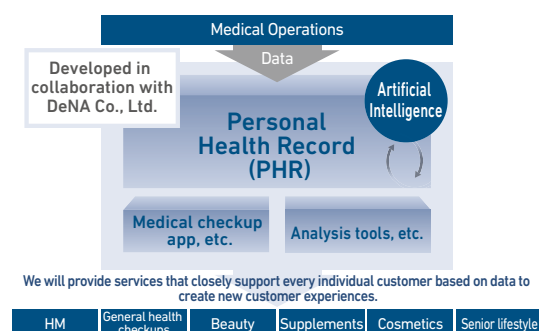 Medical Operations
Data
Developed in
collaboration with
DeNA Co., Ltd.
Artificial
Intelligence
Personal
Health Record
(PHR)
Medical checkup
app, etc.
Analysis tools, etc.
We will provide services that closely support every individual customer based on data to
create new customer experiences.
HM
General health
checkups
Beauty
Supplements
Cosmetics
Senior lifestyle